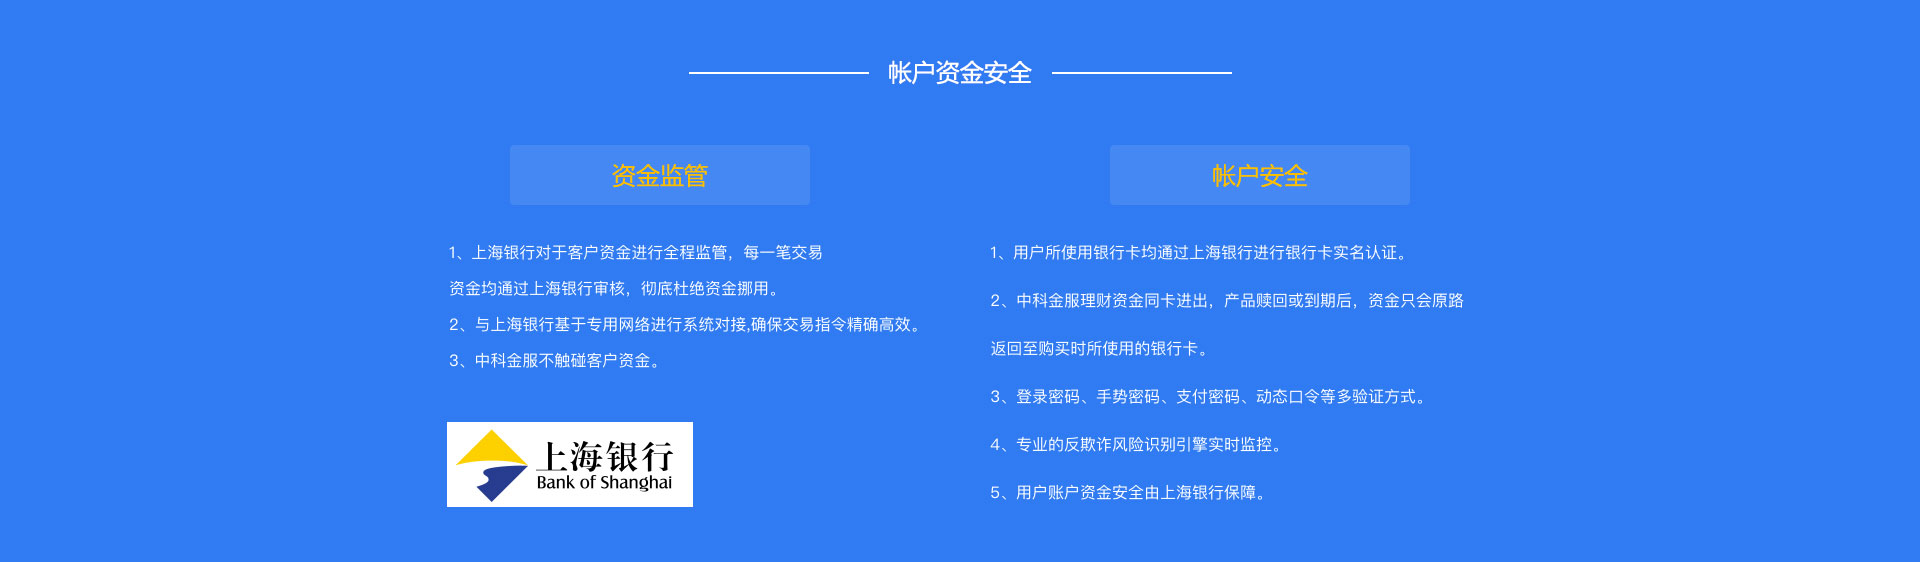 帐户资金安全
资金监管
1、上海银行对于客户资金进行全程监管，每一笔交易
资金均通过上海银行审核，彻底杜绝资金挪用。
2、与上海银行基于专用网络进行系统对接,确保交易指令精确高效。
3、中科金服不触碰客户资金。
上海银行
Bank of Shanghai
帐户安全
1、用户所使用银行卡均通过上海银行进行银行卡实名认证。
2、中科金服理财资金同卡进出，产品赎回或到期后，资金只会原路
返回至购买时所使用的银行卡。
3、登录密码、手势密码、支付密码、动态口令等多验证方式。
4、专业的反欺诈风险识别引擎实时监控。
5、用户账户资金安全由上海银行保障。